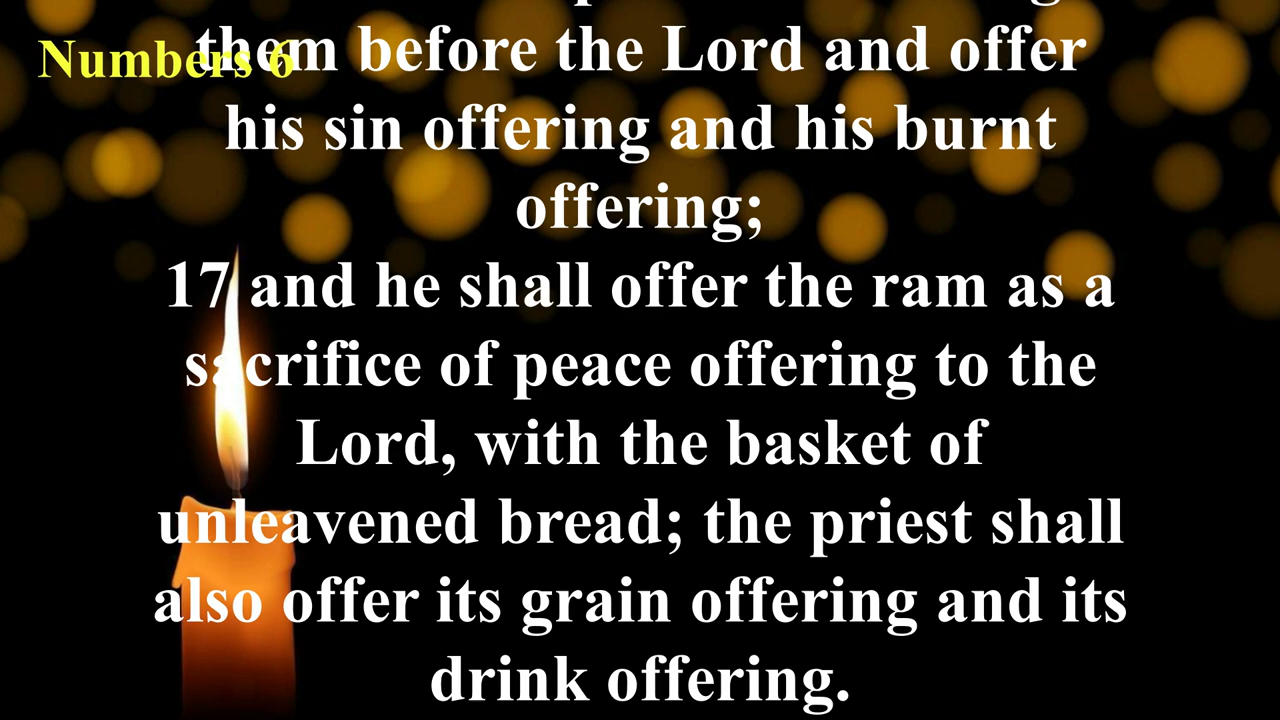 Numbers 6
them before the Lord and offer
his sin offering and his burnt
offering;
17 and he shall offer the ram as a
sacrifice of peace offering to the
Lord, with the basket of
unleavened bread; the priest shall
also offer its grain offering and its
drink offering.